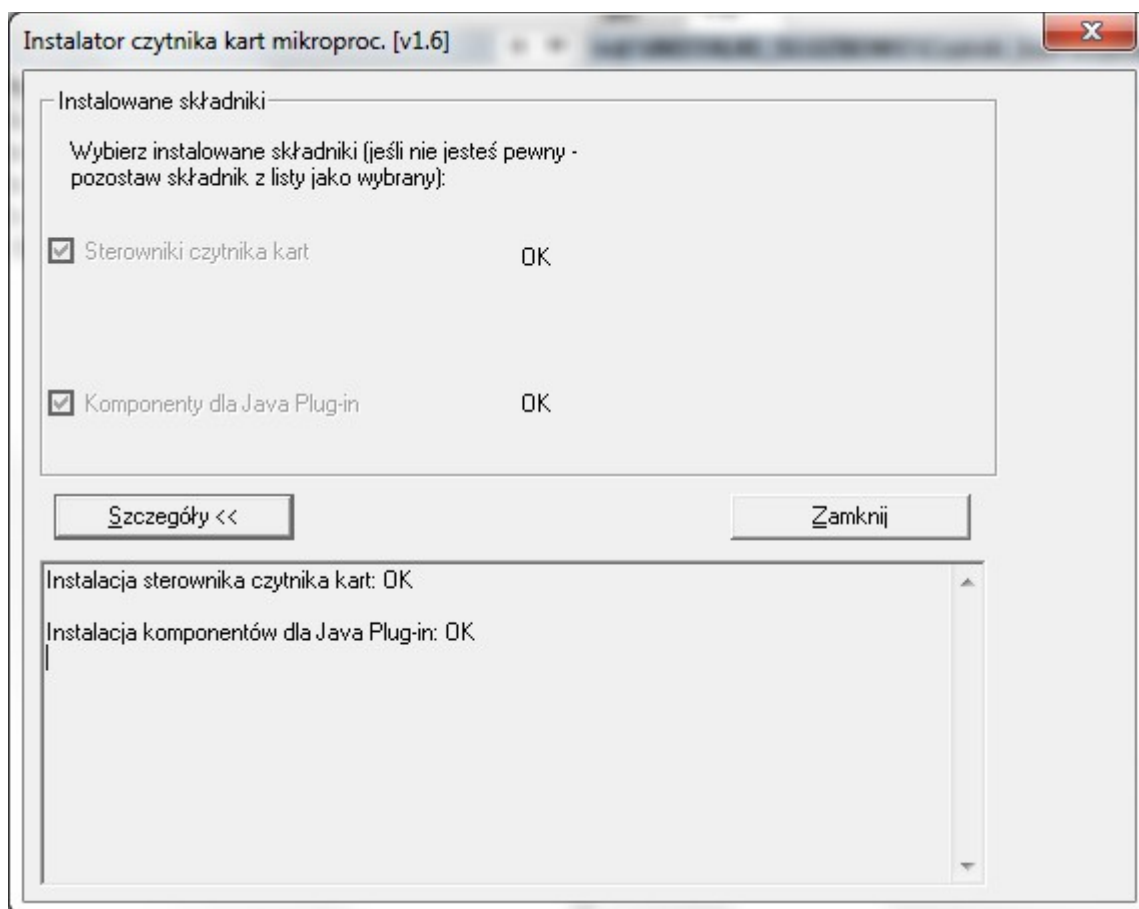 Instalator czytnika kart mikroproc. [v1.6]
Instalowane składniki
Wybierz instalowane składniki (jeśli nie jesteś pewny -
pozostaw składnik z listy jako wybrany):
Sterowniki czytnika kart OK
Komponenty dla Java Plug-in OK
Szczegóły << Zamknij
Instalacja sterownika czytnika kart: OK
Instalacja komponentów dla Java Plug-in: OK